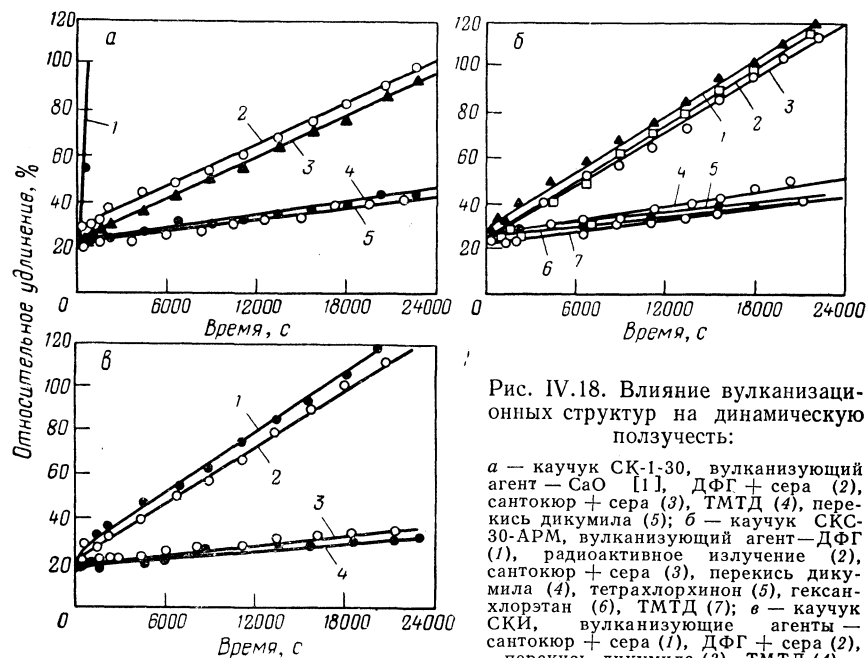 а
120
100
80
60
40
20
0
1
2
3
4
5
6000
12000
18000
24000
Время, с
б
120
100
80
60
40
20
0
1
2
3
4
5
6
7
6000
12000
18000
24000
Время, с
Относительное удлинение, %
в
120
100
80
60
40
20
0
1
2
3
4
6000
12000
18000
24000
Время, с
Рис. IV.18. Влияние вулканизаци-
онных структур на динамическую
ползучесть:
а — каучук СК-1-30, вулканизующий
агент — CaO [1], ДФГ + сера (2),
сантокюр + сера (3), ТМТД (4), пере-
кись дикумила (5); б — каучук СКС-
30-АРМ, вулканизующий агент—ДФГ
(1), радиоактивное излучение (2),
сантокюр + сера (3), перекись дику-
мила (4), тетрахлорхинон (5), гексан-
хлорэтан (6), ТМТД (7); в — каучук
СКИ, вулканизующие агенты —
сантокюр + сера (1), ДФГ + сера (2),
перекись дикумила (3), ТМТД (4)